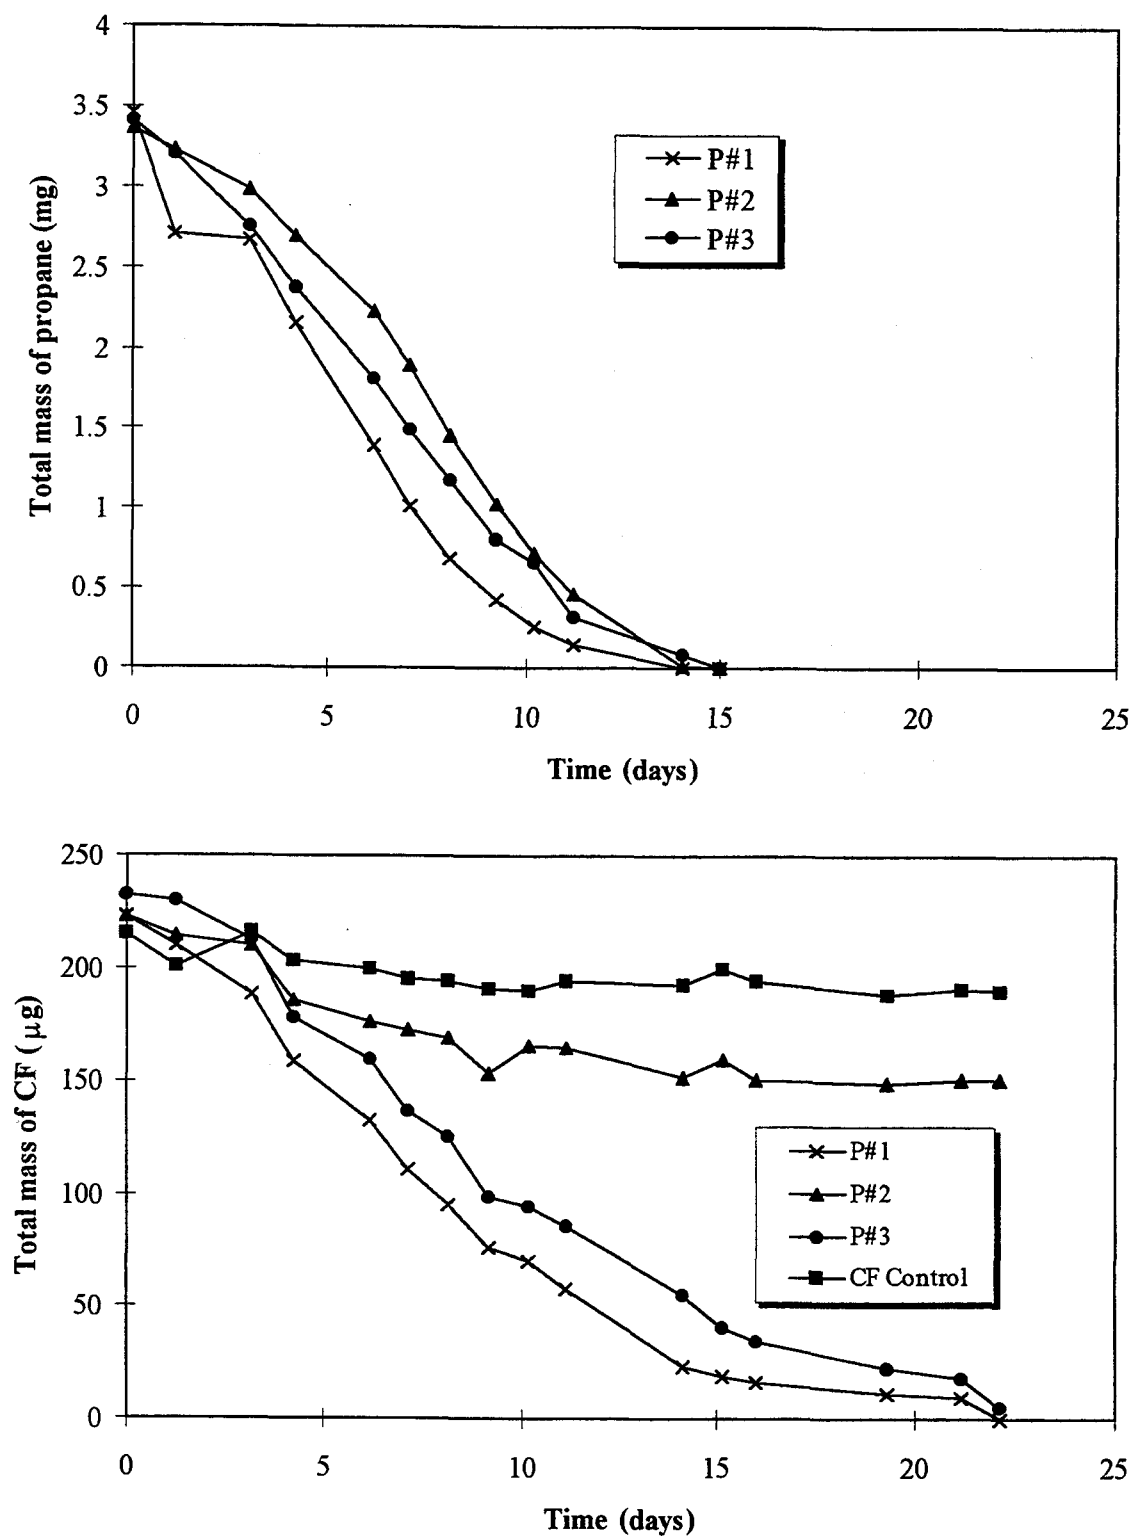 4
3.5
3
2.5
2
1.5
1
0.5
0
Total mass of propane (mg)
P#1
P#2
P#3
0 5 10 15 20 25
Time (days)
250
200
150
100
50
0
Total mass of CF ( μg)
P#1
P#2
P#3
CF Control
0 5 10 15 20 25
Time (days)